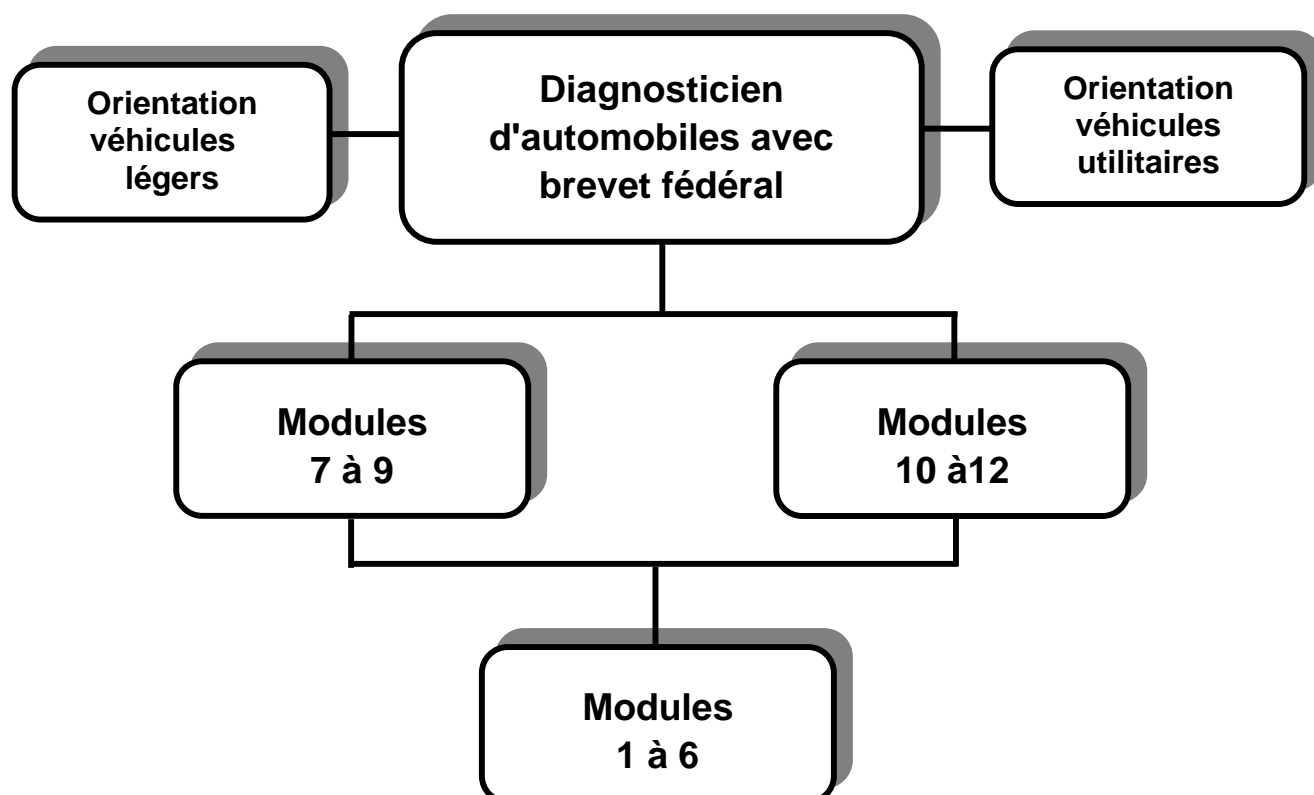 Orientation
véhicules
légers
Diagnosticien
d'automobiles avec
brevet fédéral
Orientation
véhicules
utilitaires
Modules
7 à 9
Modules
10 à12
Modules
1 à 6